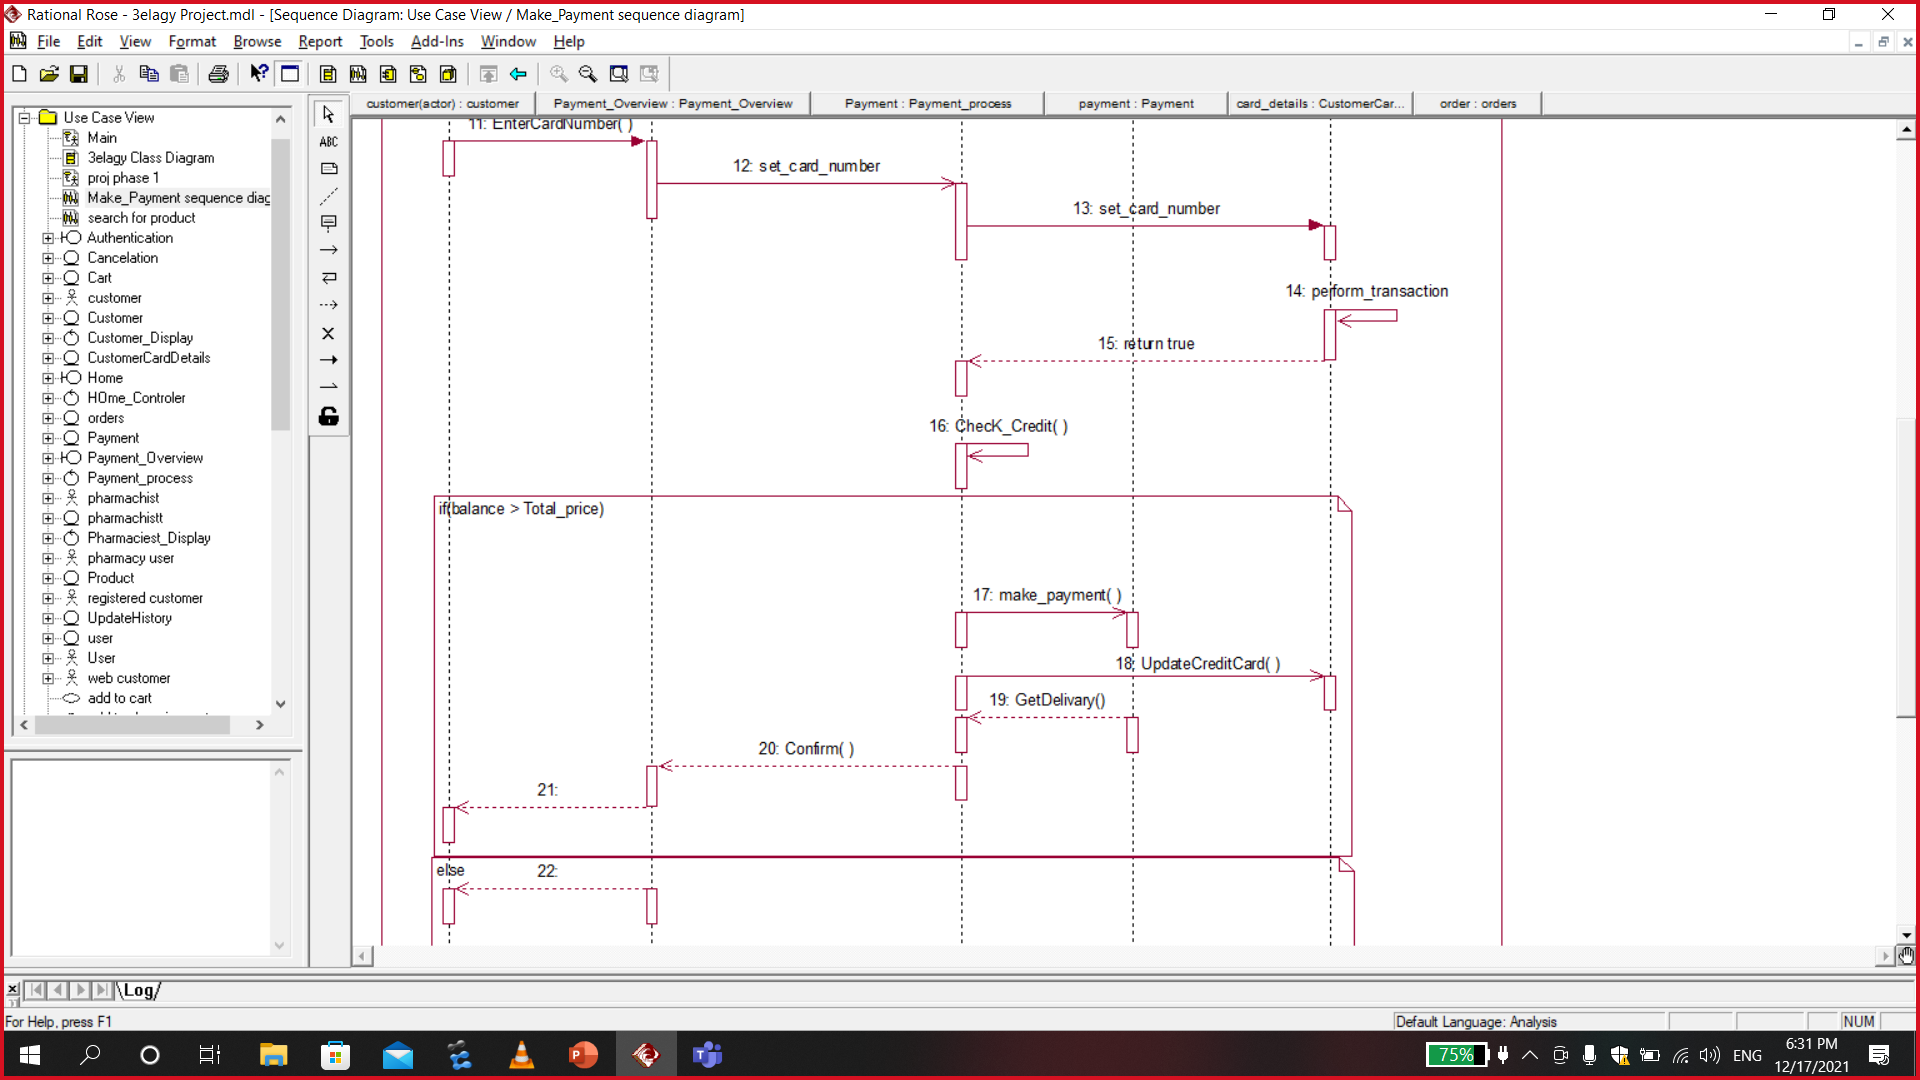 Rational Rose - 3elagy Project.mdl - [Sequence Diagram: Use Case View / Make_Payment sequence diagram]
File Edit View Format Browse Report Tools Add-Ins Window Help
customer(actor) : customer
Payment_Overview : Payment_Overview
Payment : Payment_process
payment : Payment
card_details : CustomerCar...
order : orders
Use Case View
Main
3elagy Class Diagram
proj phase 1
Make_Payment sequence diag
search for product
Authentication
Cancelation
Cart
customer
Customer
Customer_Display
CustomerCardDetails
Home
HOme_Controler
orders
Payment
Payment_Overview
Payment_process
pharmachist
pharmachistt
Pharmaciest_Display
pharmacy user
Product
registered customer
UpdateHistory
user
User
web customer
add to cart
ABC
11: EnterCardNumber( )
12: set_card_number
13: set_card_number
14: perform_transaction
15: return true
16: ChecK_Credit( )
if(balance > Total_price)
17: make_payment( )
18: UpdateCreditCard( )
19: GetDelivary()
20: Confirm( )
21:
else
22:
Log
For Help, press F1
Default Language: Analysis
NUM
75%
ENG
6:31 PM
12/17/2021